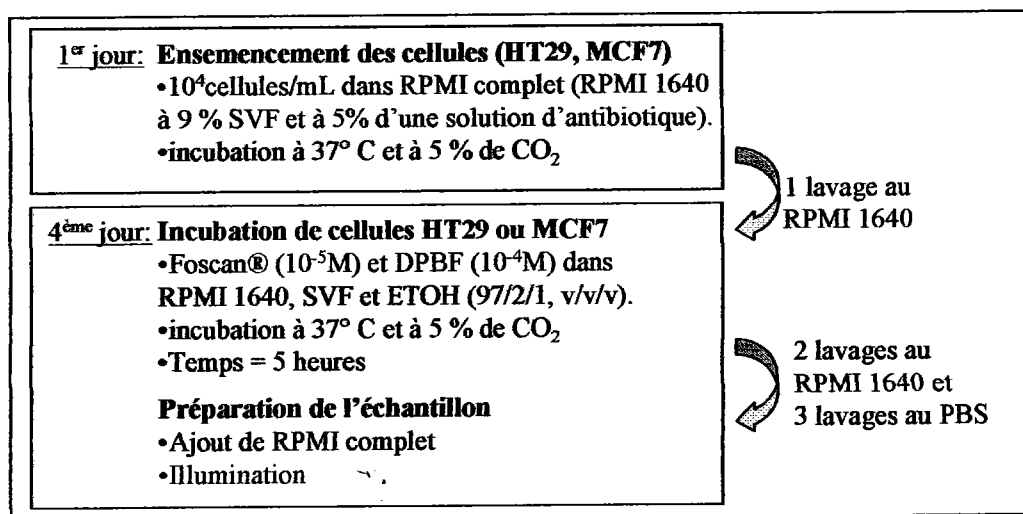 1er jour: Ensemencement des cellules (HT29, MCF7)
•10⁴cellules/mL dans RPMI complet (RPMI 1640
à 9 % SVF et à 5% d'une solution d'antibiotique).
•incubation à 37° C et à 5 % de CO₂
1 lavage au
RPMI 1640
4ème jour: Incubation de cellules HT29 ou MCF7
•Foscan® (10⁻⁵M) et DPBF (10⁻⁴M) dans
RPMI 1640, SVF et ETOH (97/2/1, v/v/v).
•incubation à 37° C et à 5 % de CO₂
•Temps = 5 heures
2 lavages au
RPMI 1640 et
3 lavages au PBS
Préparation de l'échantillon
•Ajout de RPMI complet
•Illumination